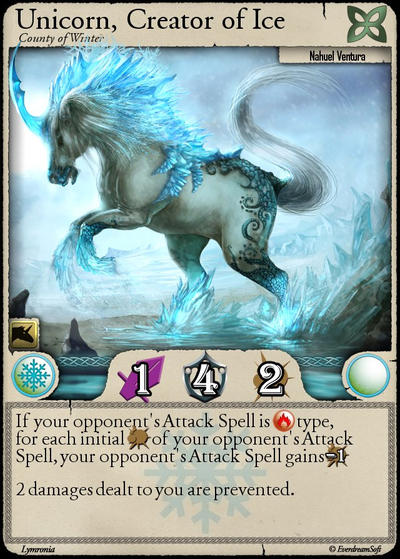 Unicorn, Creator of Ice
County of Winter
Nahuel Ventura
1 4 2
If your opponent's Attack Spell is type,
for each initial of your opponent's Attack
Spell, your opponent's Attack Spell gains -1
2 damages dealt to you are prevented.
Lymronia © EverdreamSoft